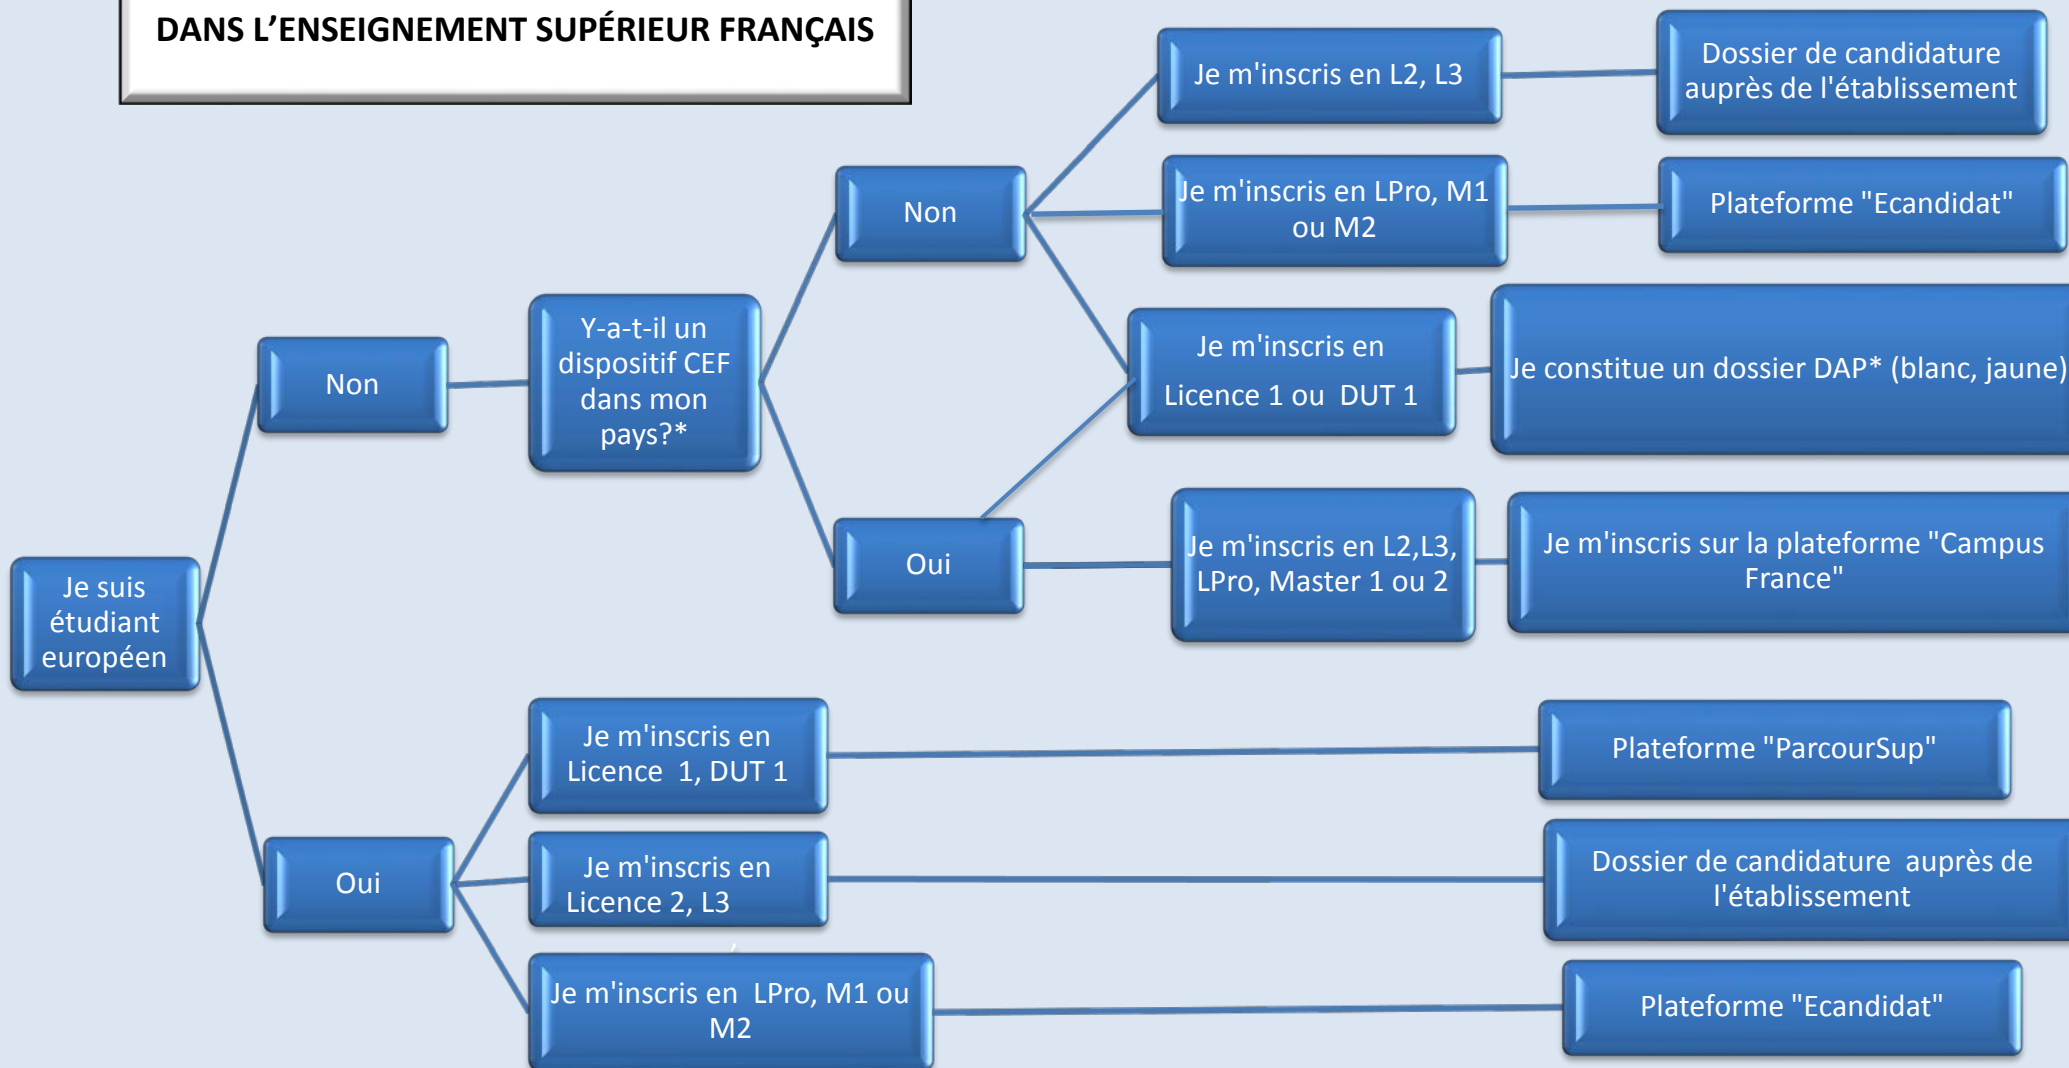 DANS L'ENSEIGNEMENT SUPÉRIEUR FRANÇAIS
Je m'inscris en L2, L3
Dossier de candidature
auprès de l'établissement
Non
Je m'inscris en LPro, M1
ou M2
Plateforme "Ecandidat"
Non
Y-a-t-il un
dispositif CEF
dans mon
pays?*
Je m'inscris en
Licence 1 ou DUT 1
Je constitue un dossier DAP* (blanc, jaune)
Oui
Je m'inscris en L2,L3,
LPro, Master 1 ou 2
Je m'inscris sur la plateforme "Campus
France"
Je suis
étudiant
européen
Je m'inscris en
Licence 1, DUT 1
Plateforme "ParcourSup"
Oui
Je m'inscris en
Licence 2, L3
Dossier de candidature auprès de
l'établissement
Je m'inscris en LPro, M1 ou
M2
Plateforme "Ecandidat"